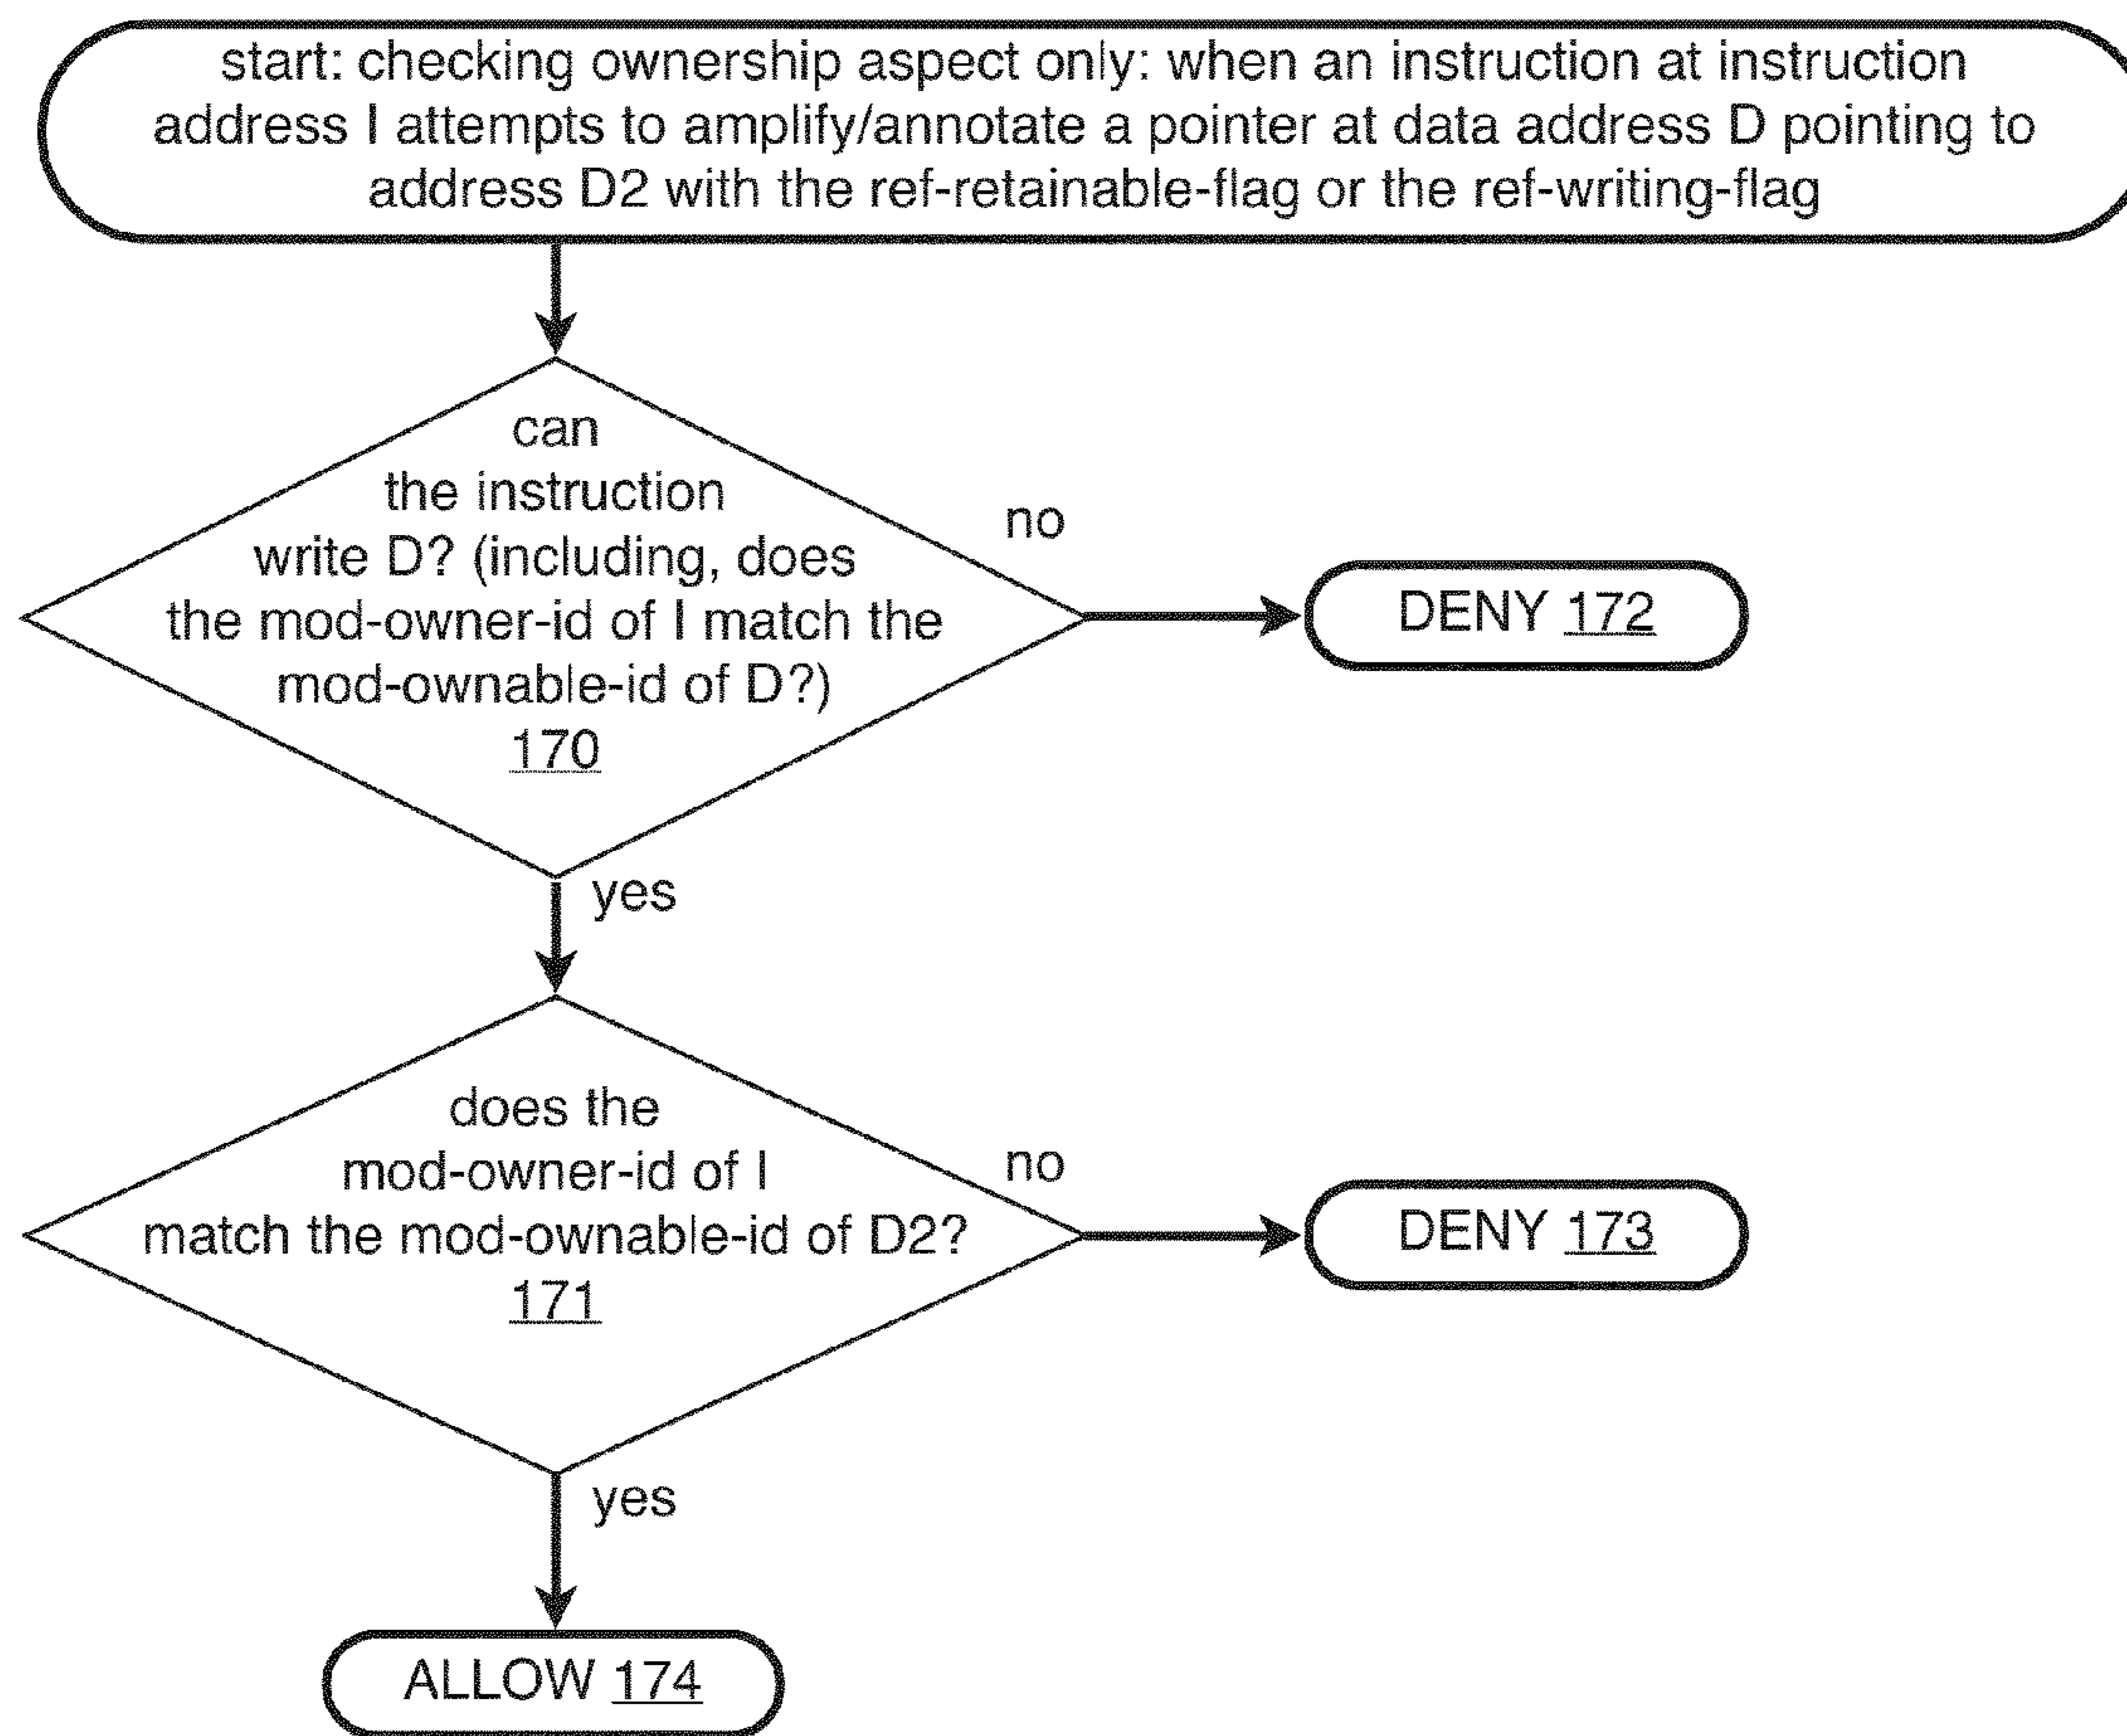 start: checking ownership aspect only: when an instruction at instruction
address I attempts to amplify/annotate a pointer at data address D pointing to
address D2 with the ref-retainable-flag or the ref-writing-flag
can
the instruction
write D? (including, does
the mod-owner-id of I match the
mod-ownable-id of D?)
170
no
DENY 172
yes
does the
mod-owner-id of I
match the mod-ownable-id of D2?
171
no
DENY 173
yes
ALLOW 174